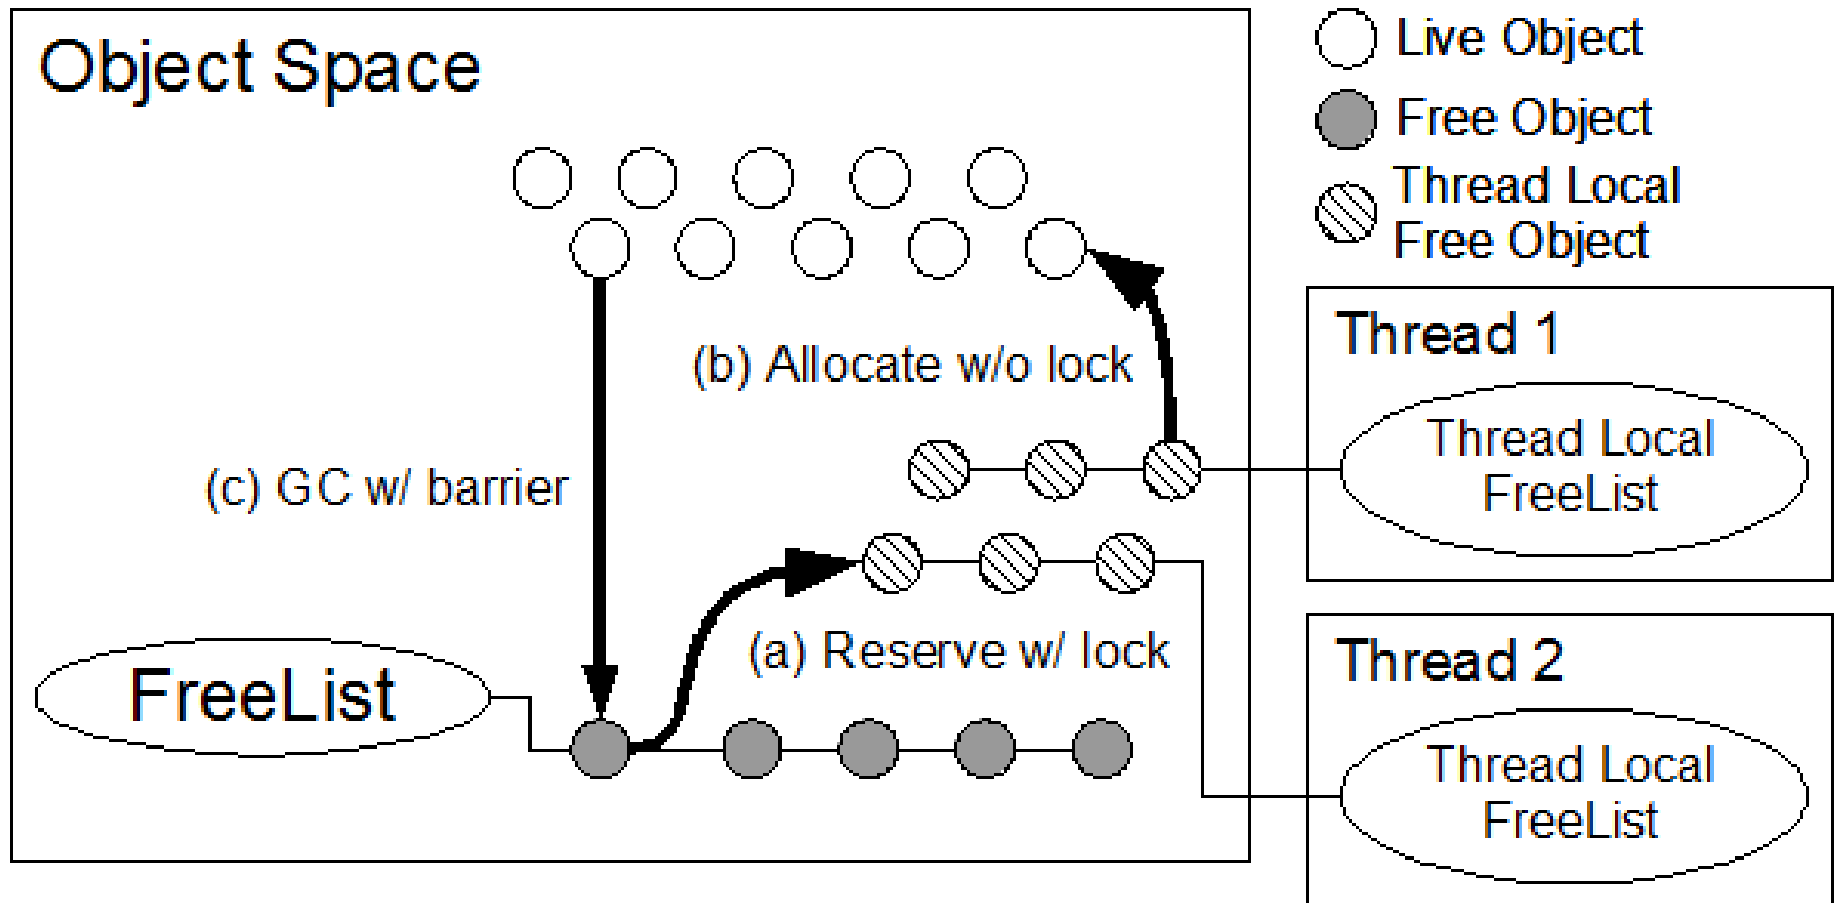 Object Space
Live Object
Free Object
Thread Local
Free Object
(b) Allocate w/o lock
(c) GC w/ barrier
(a) Reserve w/ lock
FreeList
Thread 1
Thread Local
FreeList
Thread 2
Thread Local
FreeList